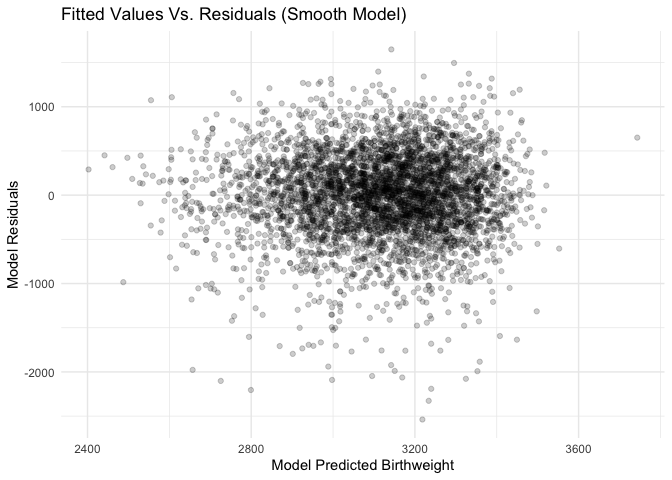 Fitted Values Vs. Residuals (Smooth Model)
1000
0
-1000
-2000
Model Residuals
2400 2800 3200 3600
Model Predicted Birthweight